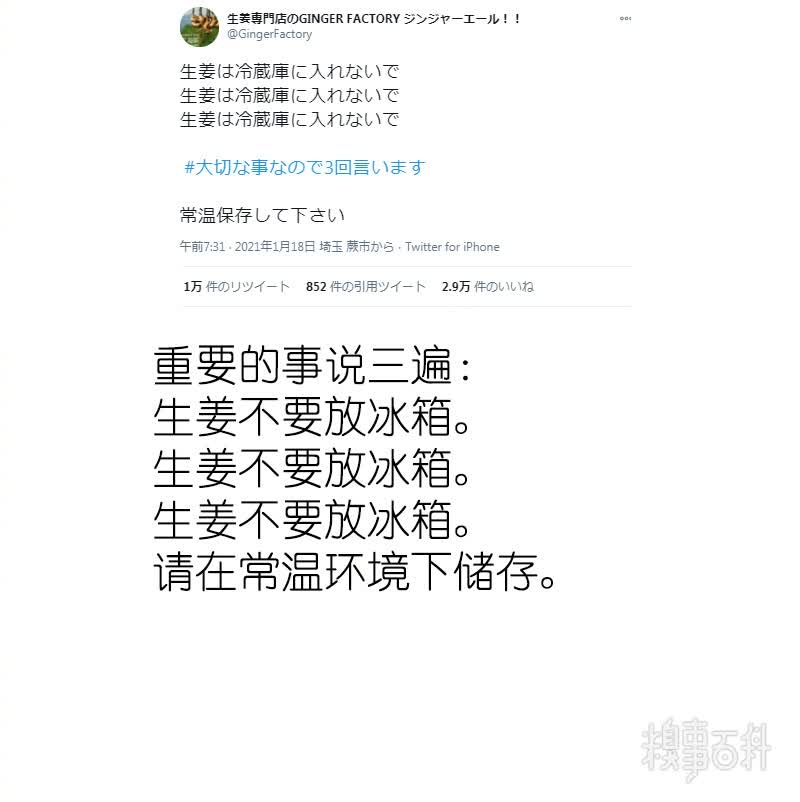 生姜専門店のGINGER FACTORY ジンジャーエール！！
@GingerFactory
生姜は冷蔵庫に入れないで
生姜は冷蔵庫に入れないで
生姜は冷蔵庫に入れないで
#大切な事なので3回言います
常温保存して下さい
午前7:31 · 2021年1月18日 埼玉 蕨市から · Twitter for iPhone
1万 件のリツイート 852 件の引用ツイート 2.9万 件のいいね
重要的事说三遍：
生姜不要放冰箱。
生姜不要放冰箱。
生姜不要放冰箱。
请在常温环境下储存。
糗事百科